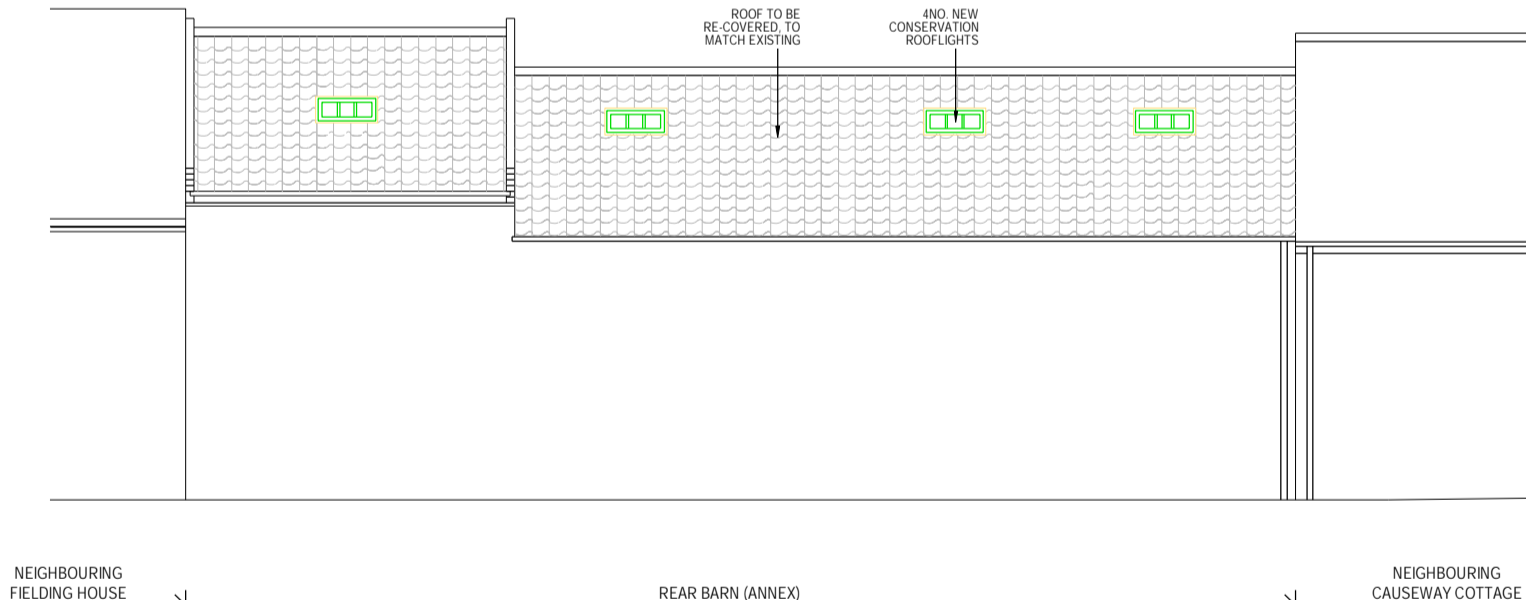 ROOF TO BE
RE-COVERED, TO
MATCH EXISTING
4NO. NEW
CONSERVATION
ROOFLIGHTS
NEIGHBOURING
FIELDING HOUSE
REAR BARN (ANNEX)
NEIGHBOURING
CAUSEWAY COTTAGE